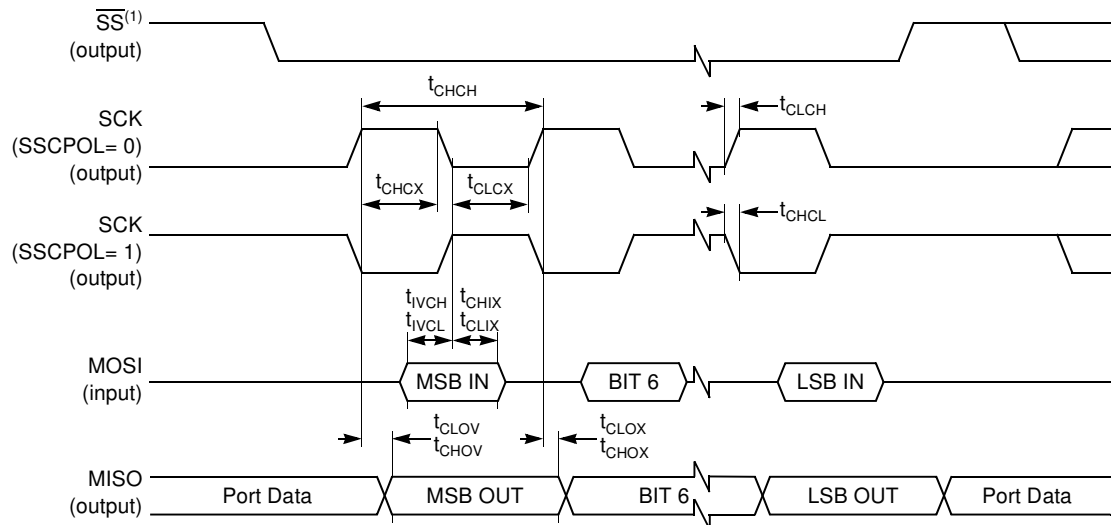 SS(1)
(output)
tCHCH
tCLCH
SCK
(SSCPOL= 0)
(output)
tCHCX
tCLCX
SCK
(SSCPOL= 1)
(output)
tCHCL
tIVCH
tCHIX
tIVCL
tCLIX
MOSI
(input)
MSB IN
BIT 6
LSB IN
tCLOV
tCHOV
tCLOX
tCHOX
MISO
(output)
Port Data
MSB OUT
BIT 6
LSB OUT
Port Data